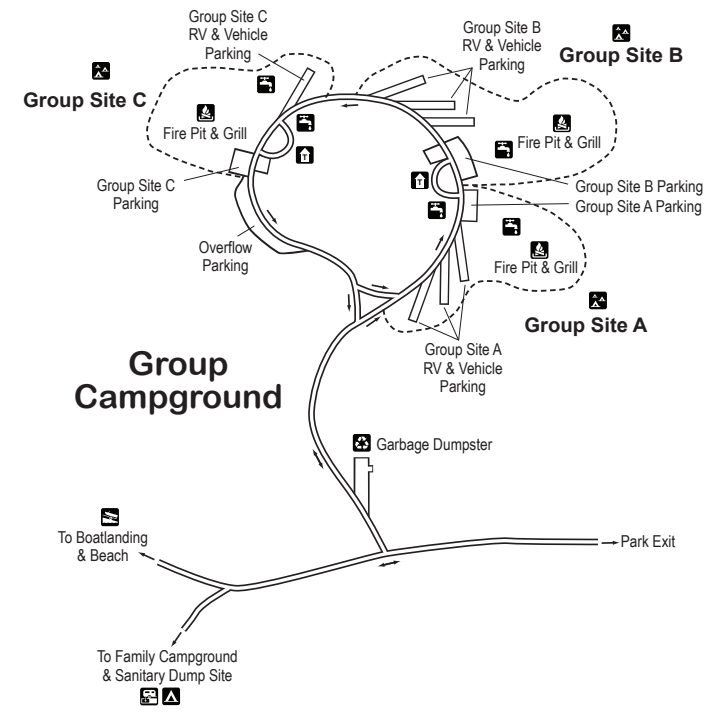 Group Site C
RV & Vehicle
Parking
Group Site B
RV & Vehicle
Parking
Group Site B
Group Site C
Fire Pit & Grill
Fire Pit & Grill
Group Site C
Parking
Group Site B Parking
Group Site A Parking
T
T
Overflow
Parking
Fire Pit & Grill
Group Site A
Group
Campground
Group Site A
RV & Vehicle
Parking
Garbage Dumpster
To Boatlanding
& Beach
Park Exit
To Family Campground
& Sanitary Dump Site